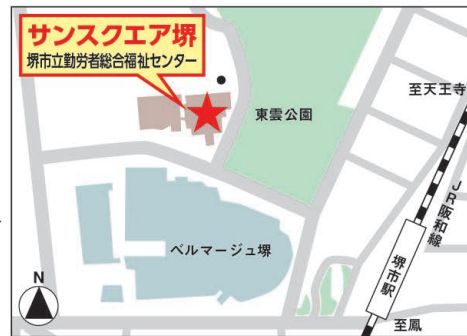 サンスクエア堺
堺市立勤労者総合福祉センター
至天王寺
東雲公園
JR阪和線
ベルマージュ堺
堺市駅
N
至鳳